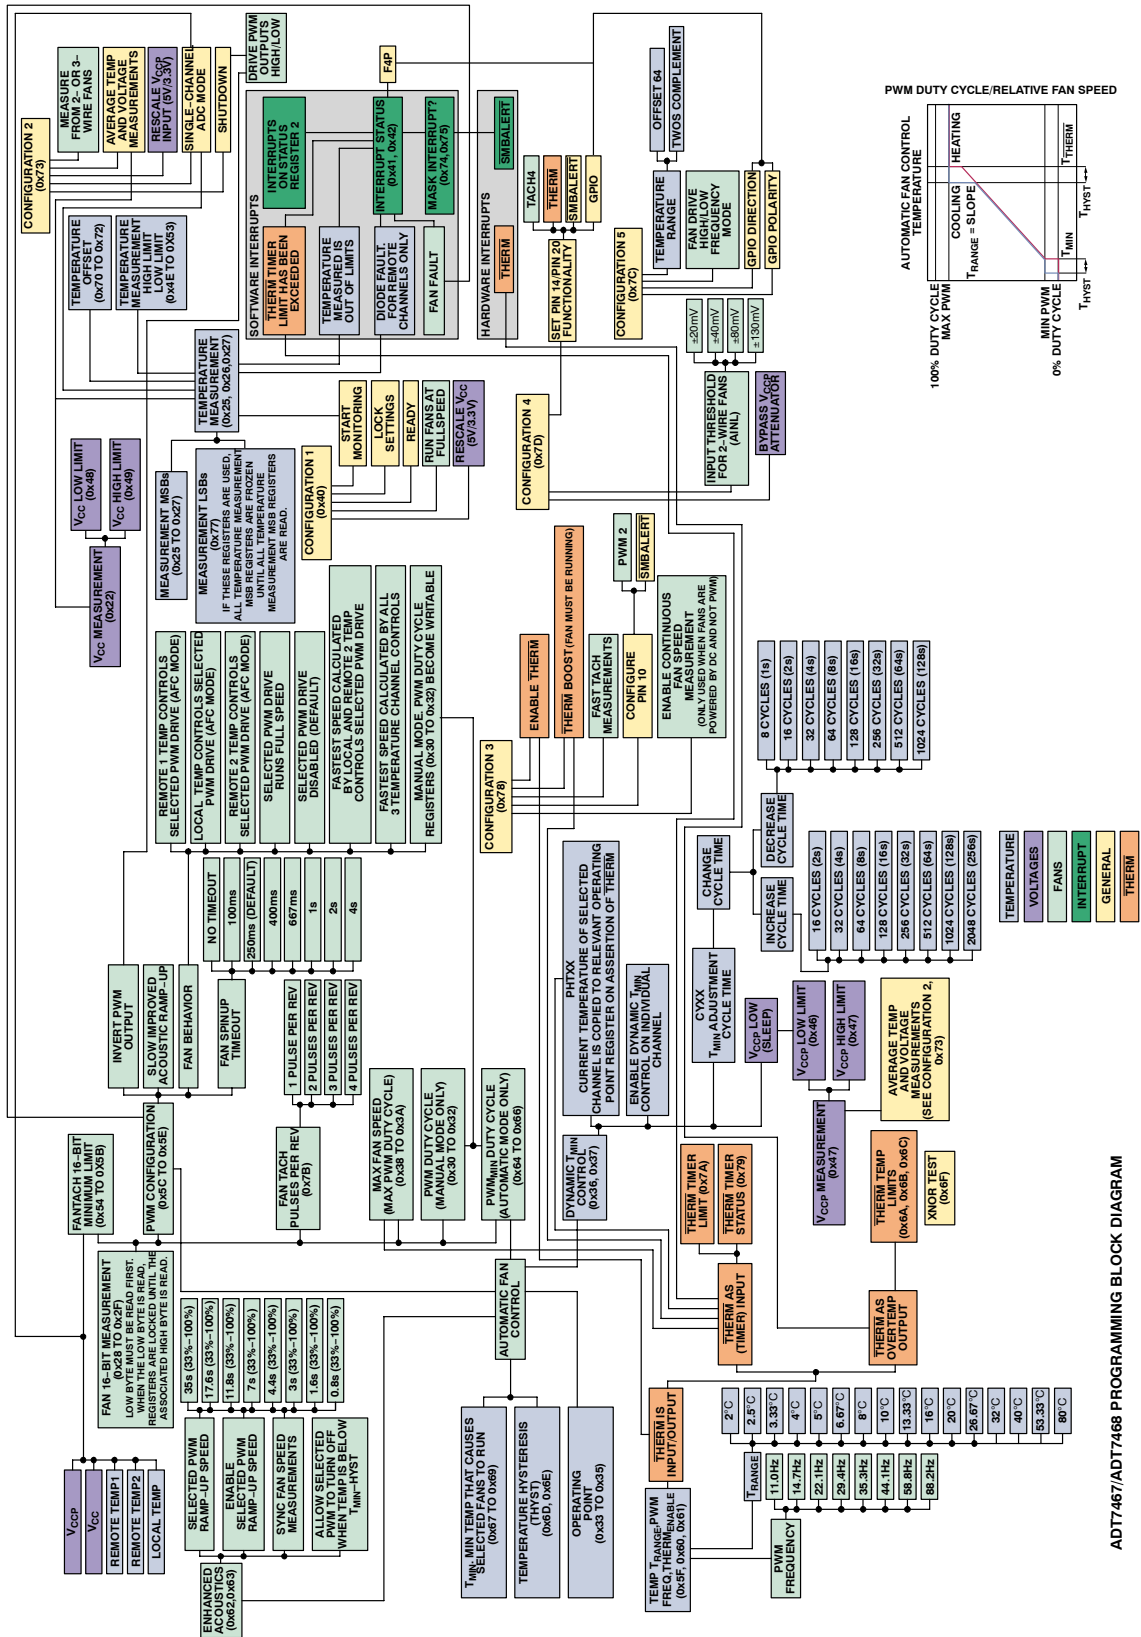 ADT7467/ADT7468 PROGRAMMING BLOCK DIAGRAM
VCCP
VCC
REMOTE TEMP1
REMOTE TEMP2
LOCAL TEMP
FAN 16-BIT MEASUREMENT
(0x28 TO 0x2F)
LOW BYTE MUST BE READ FIRST.
WHEN THE LOW BYTE IS READ,
REGISTERS ARE LOCKED UNTIL THE
ASSOCIATED HIGH BYTE IS READ.
FANTACH 16-BIT
MINIMUM LIMIT
(0x54 TO 0x5B)
PWM CONFIGURATION
(0x5C TO 0x5E)
INVERT PWM
OUTPUT
SLOW IMPROVED
ACOUSTIC RAMP-UP
FAN BEHAVIOR
FAN SPINUP
TIMEOUT
REMOTE 1 TEMP CONTROLS
SELECTED PWM DRIVE (AFC MODE)
LOCAL TEMP CONTROLS SELECTED
PWM DRIVE (AFC MODE)
REMOTE 2 TEMP CONTROLS
SELECTED PWM DRIVE (AFC MODE)
SELECTED PWM DRIVE
RUNS FULL SPEED
SELECTED PWM DRIVE
DISABLED (DEFAULT)
FASTEST SPEED CALCULATED
BY LOCAL AND REMOTE 2 TEMP
CONTROLS SELECTED PWM DRIVE
FASTEST SPEED CALCULATED BY ALL
3 TEMPERATURE CHANNEL CONTROLS
MANUAL MODE. PWM DUTY CYCLE
REGISTERS (0x30 TO 0x32) BECOME WRITABLE
NO TIMEOUT
100ms
250ms (DEFAULT)
400ms
667ms
1s
2s
4s
FAN TACH
PULSES PER REV
(0x7B)
1 PULSE PER REV
2 PULSES PER REV
3 PULSES PER REV
4 PULSES PER REV
MAX FAN SPEED
(MAX PWM DUTY CYCLE)
(0x38 TO 0x3A)
PWM DUTY CYCLE
(MANUAL MODE ONLY)
(0x30 TO 0x32)
PWMMIN DUTY CYCLE
(AUTOMATIC MODE ONLY)
(0x64 TO 0x66)
ENHANCED
ACOUSTICS
(0x62,0x63)
SELECTED PWM
RAMP-UP SPEED
ENABLE
SELECTED PWM
RAMP-UP SPEED
SYNC FAN SPEED
MEASUREMENTS
ALLOW SELECTED
PWM TO TURN OFF
WHEN TEMP IS BELOW
TMIN-HYST
35s (33%-100%)
17.6s (33%-100%)
11.8s (33%-100%)
7s (33%-100%)
4.4s (33%-100%)
3s (33%-100%)
1.6s (33%-100%)
0.8s (33%-100%)
AUTOMATIC FAN
CONTROL
TMIN. MIN TEMP THAT CAUSES
SELECTED FANS TO RUN
(0x67 TO 0x69)
TEMPERATURE HYSTERESIS
(THYST)
(0x6D, 0x6E)
OPERATING
POINT
(0x33 TO 0x35)
DYNAMIC TMIN
CONTROL
(0x36, 0x37)
PHTXX
CURRENT TEMPERATURE OF SELECTED
CHANNEL IS COPIED TO RELEVANT OPERATING
POINT REGISTER ON ASSERTION OF THERM
ENABLE DYNAMIC TMIN
CONTROL ON INDIVIDUAL
CHANNEL
CYXX
TMIN ADJUSTMENT
CYCLE TIME
CHANGE
CYCLE TIME
VCCP LOW
(SLEEP)
INCREASE
CYCLE TIME
DECREASE
CYCLE TIME
16 CYCLES (2s)
32 CYCLES (4s)
64 CYCLES (8s)
128 CYCLES (16s)
256 CYCLES (32s)
512 CYCLES (64s)
1024 CYCLES (128s)
2048 CYCLES (256s)
8 CYCLES (1s)
16 CYCLES (2s)
32 CYCLES (4s)
64 CYCLES (8s)
128 CYCLES (16s)
256 CYCLES (32s)
512 CYCLES (64s)
1024 CYCLES (128s)
TEMP TRANGE,PWM
FREQ,THERMENABLE
(0x5F, 0x60, 0x61)
THERM IS
INPUT/OUTPUT
TRANGE
PWM
FREQUENCY
11.0Hz
14.7Hz
22.1Hz
29.4Hz
35.3Hz
44.1Hz
58.8Hz
88.2Hz
2°C
2.5°C
3.33°C
4°C
5°C
6.67°C
8°C
10°C
13.33°C
16°C
20°C
26.67°C
32°C
40°C
53.33°C
80°C
THERM AS
(TIMER) INPUT
THERM TIMER
LIMIT (0x7A)
THERM TIMER
STATUS (0x79)
THERM AS
OVERTEMP
OUTPUT
THERM TEMP
LIMITS
(0x6A, 0x6B, 0x6C)
XNOR TEST
(0x6F)
VCCP MEASUREMENT
(0x47)
VCCP LOW LIMIT
(0x46)
VCCP HIGH LIMIT
(0x47)
AVERAGE TEMP
AND VOLTAGE
MEASUREMENTS
(SEE CONFIGURATION 2,
0x73)
TEMPERATURE
VOLTAGES
FANS
INTERRUPT
GENERAL
THERM
CONFIGURATION 3
(0x78)
ENABLE THERM
THERM BOOST (FAN MUST BE RUNNING)
FAST TACH
MEASUREMENTS
CONFIGURE
PIN 10
PWM 2
SMBALERT
ENABLE CONTINUOUS
FAN SPEED
MEASUREMENT
(ONLY USED WHEN FANS ARE
POWERED BY DC AND NOT PWM)
VCC MEASUREMENT
(0x22)
VCC LOW LIMIT
(0x48)
VCC HIGH LIMIT
(0x49)
MEASUREMENT MSBs
(0x25 TO 0x27)
MEASUREMENT LSBs
(0x77)
IF THESE REGISTERS ARE USED,
ALL TEMPERATURE MEASUREMENT
MSB REGISTERS ARE FROZEN
UNTIL ALL TEMPERATURE
MEASUREMENT MSB REGISTERS
ARE READ.
TEMPERATURE
MEASUREMENT
(0x25, 0x26,0x27)
TEMPERATURE
OFFSET
(0x70 TO 0x72)
TEMPERATURE
MEASUREMENT
HIGH LIMIT
LOW LIMIT
(0x4E TO 0x53)
CONFIGURATION 1
(0x40)
START
MONITORING
LOCK
SETTINGS
READY
RUN FANS AT
FULLSPEED
RESCALE VCC
(5V/3.3V)
CONFIGURATION 2
(0x73)
MEASURE
FROM 2- OR 3-
WIRE FANS
AVERAGE TEMP
AND VOLTAGE
MEASUREMENTS
RESCALE VCCP
INPUT (5V/3.3V)
SINGLE-CHANNEL
ADC MODE
SHUTDOWN
DRIVE PWM
OUTPUTS
HIGH/LOW
SOFTWARE INTERRUPTS
THERM TIMER
LIMIT HAS BEEN
EXCEEDED
TEMPERATURE
MEASURED IS
OUT OF LIMITS
DIODE FAULT.
FOR REMOTE
CHANNELS ONLY
FAN FAULT
INTERRUPTS
ON STATUS
REGISTER 2
INTERRUPT STATUS
(0x41, 0x42)
MASK INTERRUPT?
(0x74,0x75)
F4P
HARDWARE INTERRUPTS
THERM
SMBALERT
CONFIGURATION 4
(0x7D)
SET PIN 14/PIN 20
FUNCTIONALITY
TACH4
THERM
SMBALERT
GPIO
INPUT THRESHOLD
FOR 2-WIRE FANS
(AINL)
±20mV
±40mV
±80mV
±130mV
BYPASS VCCP
ATTENUATOR
CONFIGURATION 5
(0x7C)
TEMPERATURE
RANGE
OFFSET 64
TWOS COMPLEMENT
FAN DRIVE
HIGH/LOW
FREQUENCY
MODE
GPIO DIRECTION
GPIO POLARITY
PWM DUTY CYCLE/RELATIVE FAN SPEED
AUTOMATIC FAN CONTROL
TEMPERATURE
100% DUTY CYCLE
MAX PWM
MIN PWM
0% DUTY CYCLE
COOLING
HEATING
TRANGE = SLOPE
THYST
TMIN
THYST
TTHERM